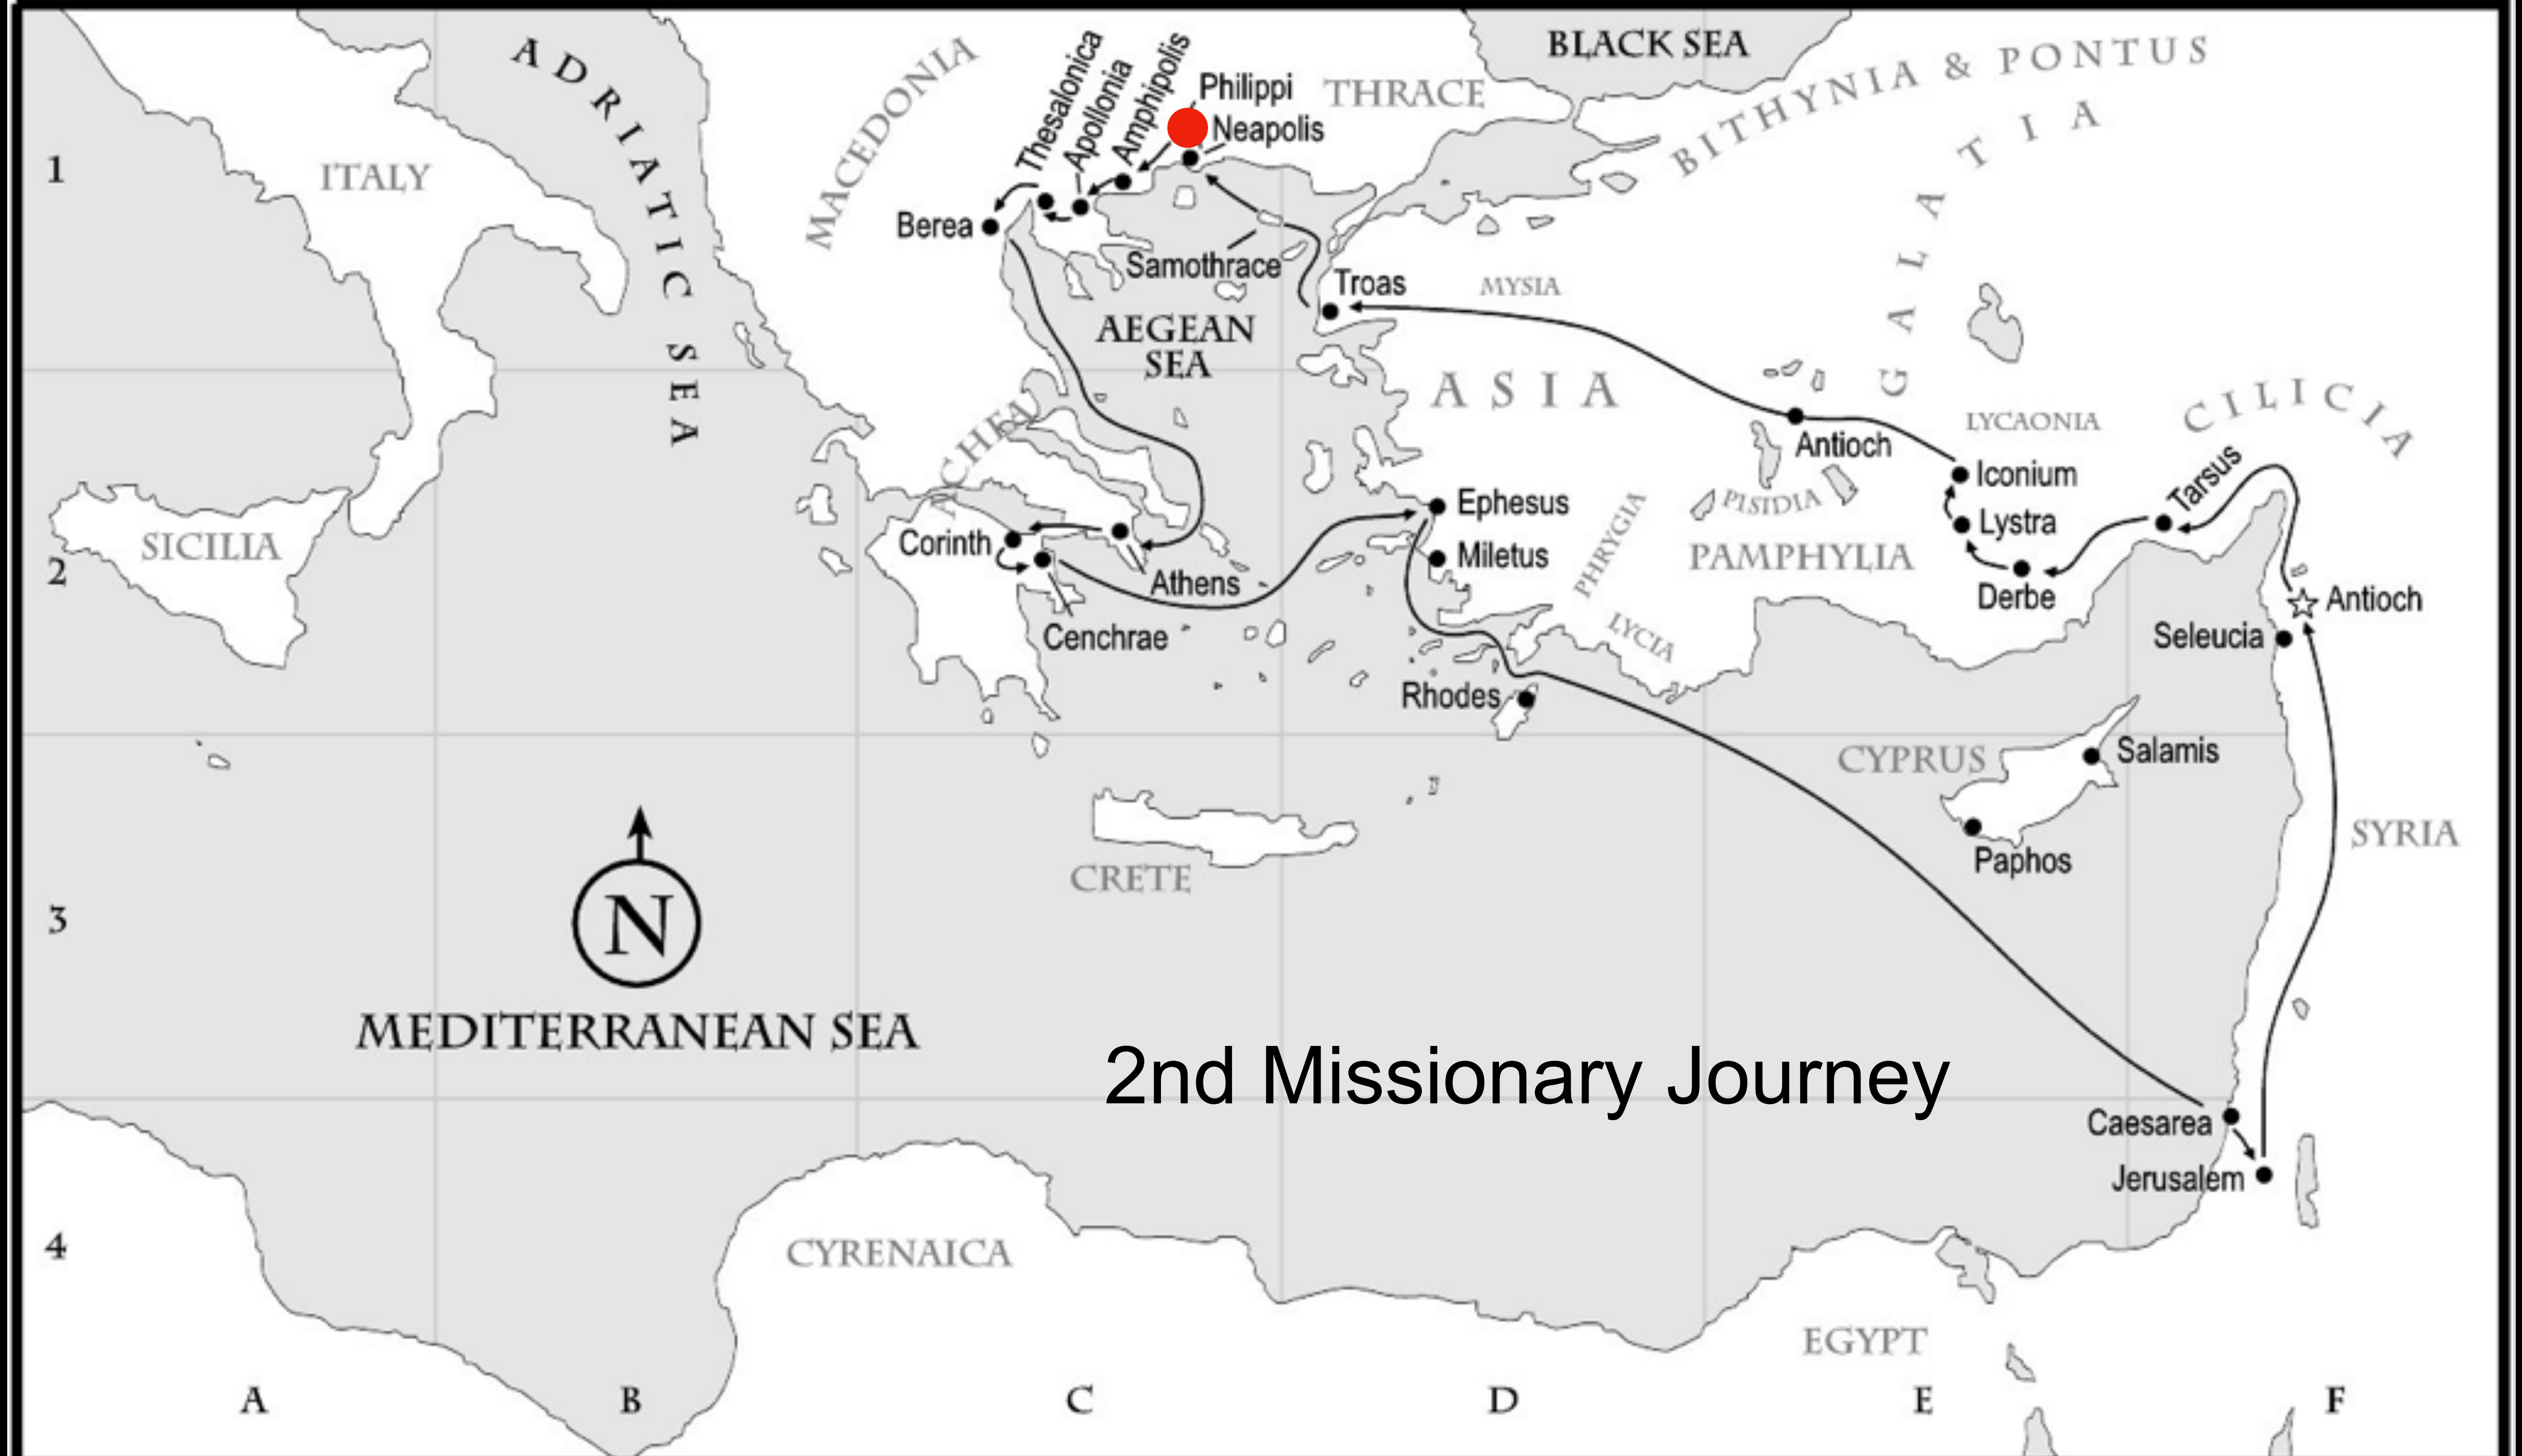 ADRIATIC SEA
MACEDONIA
Thesalonica
Apollonia
Amphipolis
Philippi
Neapolis
THRACE
BLACK SEA
BITHYNIA & PONTUS
GALATIA
1
ITALY
Berea
Samothrace
Troas
MYSIA
AEGEAN
SEA
ASIA
ACHEA
Antioch
LYCAONIA
CILICIA
Iconium
Tarsus
Ephesus
PISIDIA
Lystra
SICILIA
Corinth
Miletus
PHRYGIA
PAMPHYLIA
2
Athens
Derbe
Antioch
Cenchrae
LYCIA
Seleucia
Rhodes
CYPRUS
Salamis
SYRIA
Paphos
CRETE
3
N
MEDITERRANEAN SEA
2nd Missionary Journey
Caesarea
Jerusalem
4
CYRENAICA
EGYPT
A
B
C
D
E
F